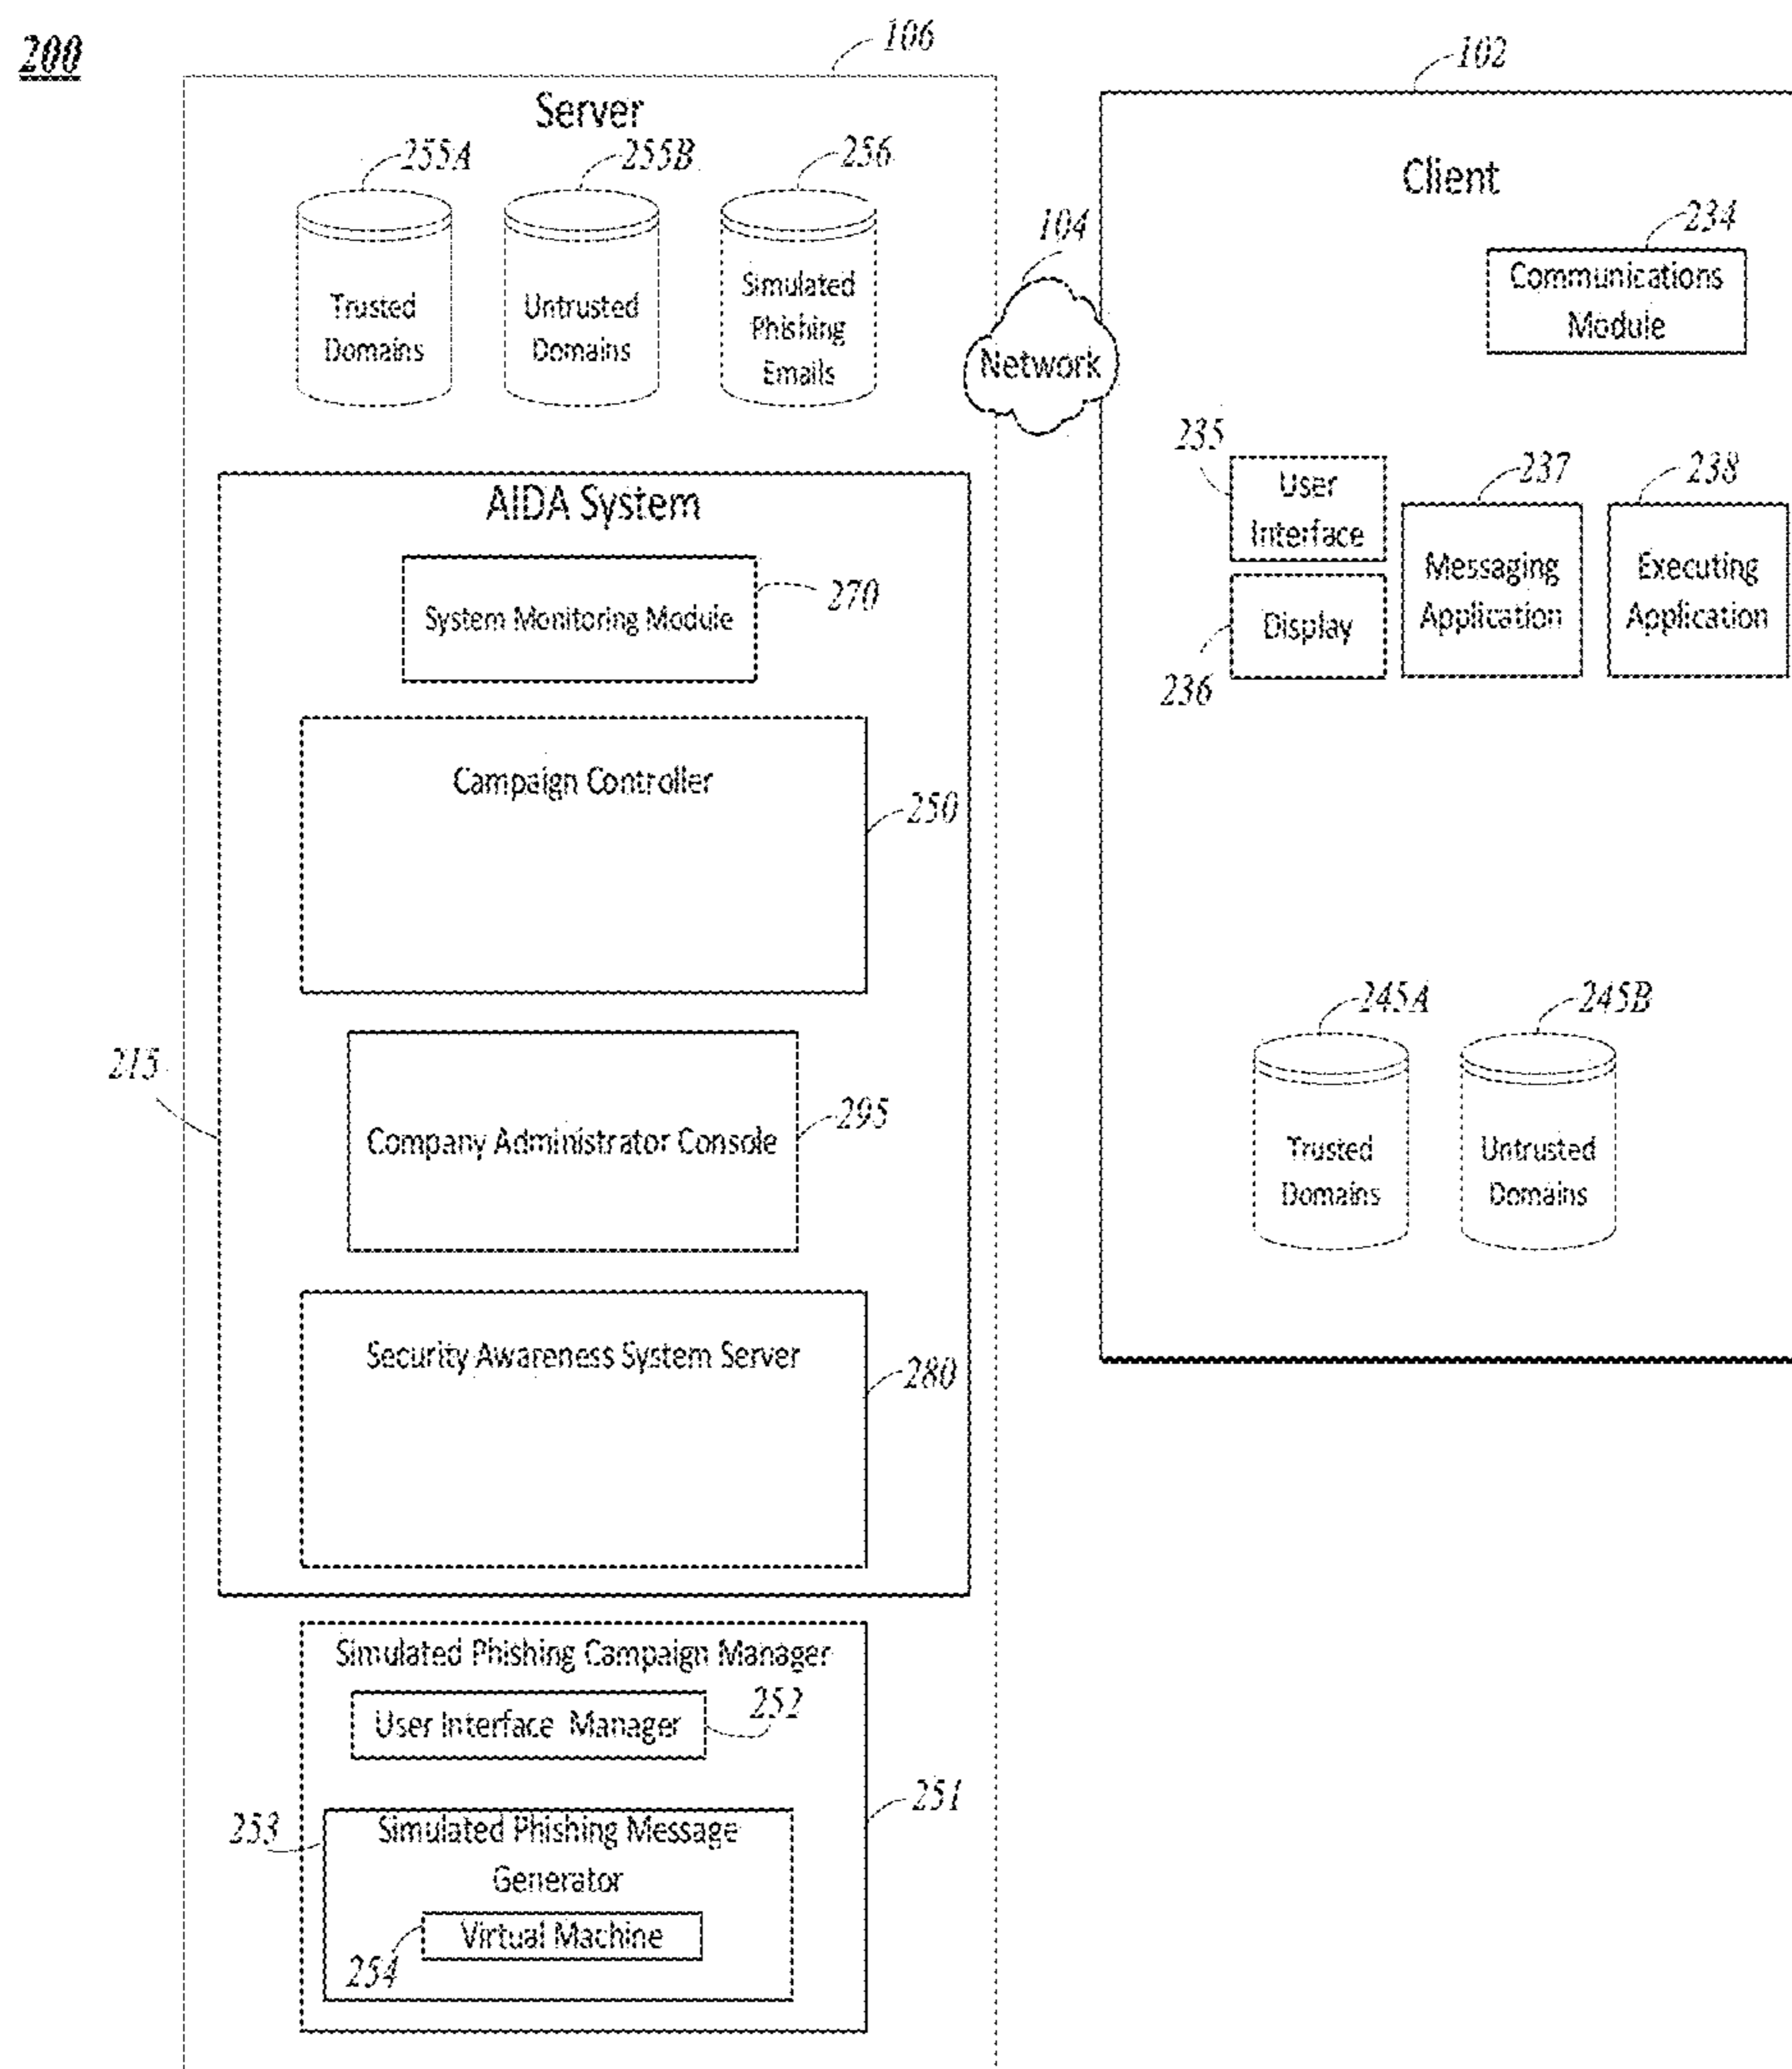 200
106
Server
255A
255B
256
Trusted
Domains
Untrusted
Domains
Simulated
Phishing
Emails
104
Network
102
Client
234
Communications
Module
235
User
Interface
Display
236
237
Messaging
Application
238
Executing
Application
245A
245B
Trusted
Domains
Untrusted
Domains
AIDA System
System Monitoring Module
270
Campaign Controller
250
215
Company Administrator Console
295
Security Awareness System Server
280
Simulated Phishing Campaign Manager
User Interface Manager
252
251
253
Simulated Phishing Message
Generator
Virtual Machine
254